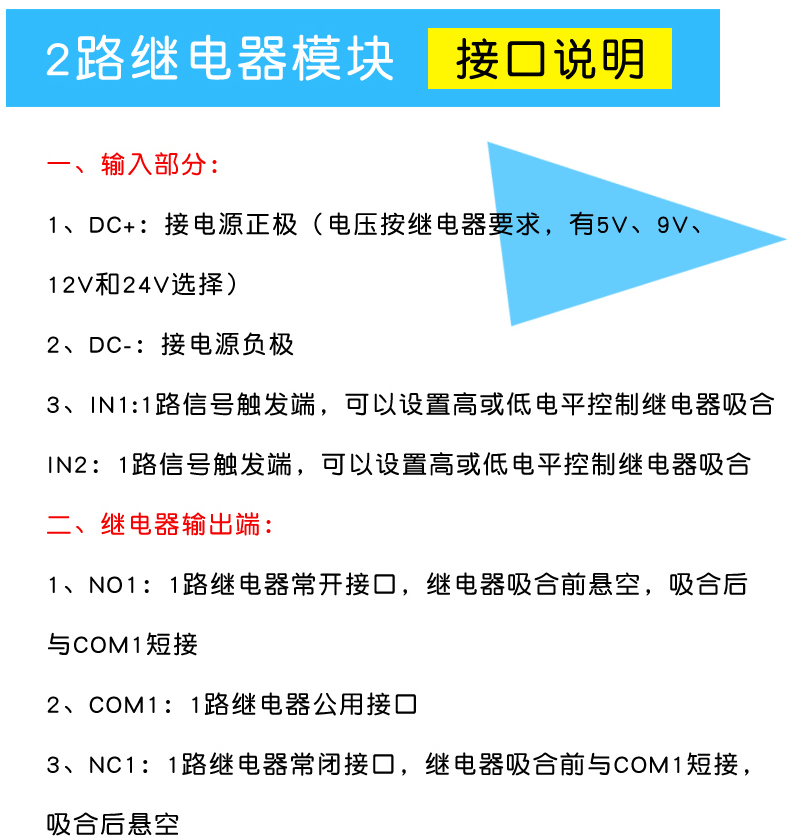 2路继电器模块 接口说明
一、输入部分：
1、DC+：接电源正极（电压按继电器要求，有5V、9V、
12V和24V选择）
2、DC-：接电源负极
3、IN1:1路信号触发端，可以设置高或低电平控制继电器吸合
IN2：1路信号触发端，可以设置高或低电平控制继电器吸合
二、继电器输出端：
1、NO1：1路继电器常开接口，继电器吸合前悬空，吸合后
与COM1短接
2、COM1：1路继电器公用接口
3、NC1：1路继电器常闭接口，继电器吸合前与COM1短接，
吸合后悬空